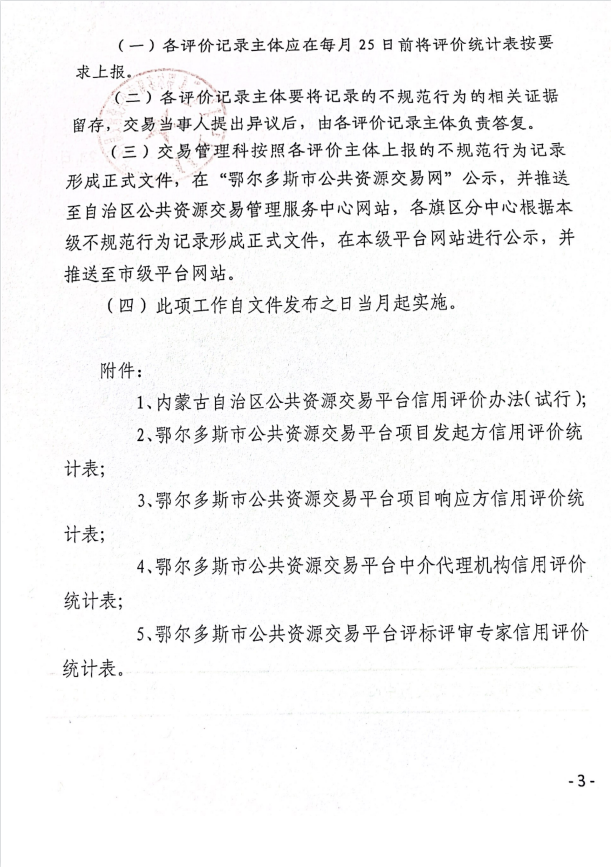 （一）各评价记录主体应在每月 25 日前将评价统计表按要
求上报。
（二）各评价记录主体要将记录的不规范行为的相关证据
留存，交易当事人提出异议后，由各评价记录主体负责答复。
（三）交易管理科按照各评价主体上报的不规范行为记录
形成正式文件，在“鄂尔多斯市公共资源交易网”公示，并推送
至自治区公共资源交易管理服务中心网站，各旗区分中心根据本
级不规范行为记录形成正式文件，在本级平台网站进行公示，并
推送至市级平台网站。
（四）此项工作自文件发布之日当月起实施。
附件：
1、内蒙古自治区公共资源交易平台信用评价办法（试行）；
2、鄂尔多斯市公共资源交易平台项目发起方信用评价统
计表；
3、鄂尔多斯市公共资源交易平台项目响应方信用评价统
计表；
4、鄂尔多斯市公共资源交易平台中介代理机构信用评价
统计表；
5、鄂尔多斯市公共资源交易平台评标评审专家信用评价
统计表。
- 3 -